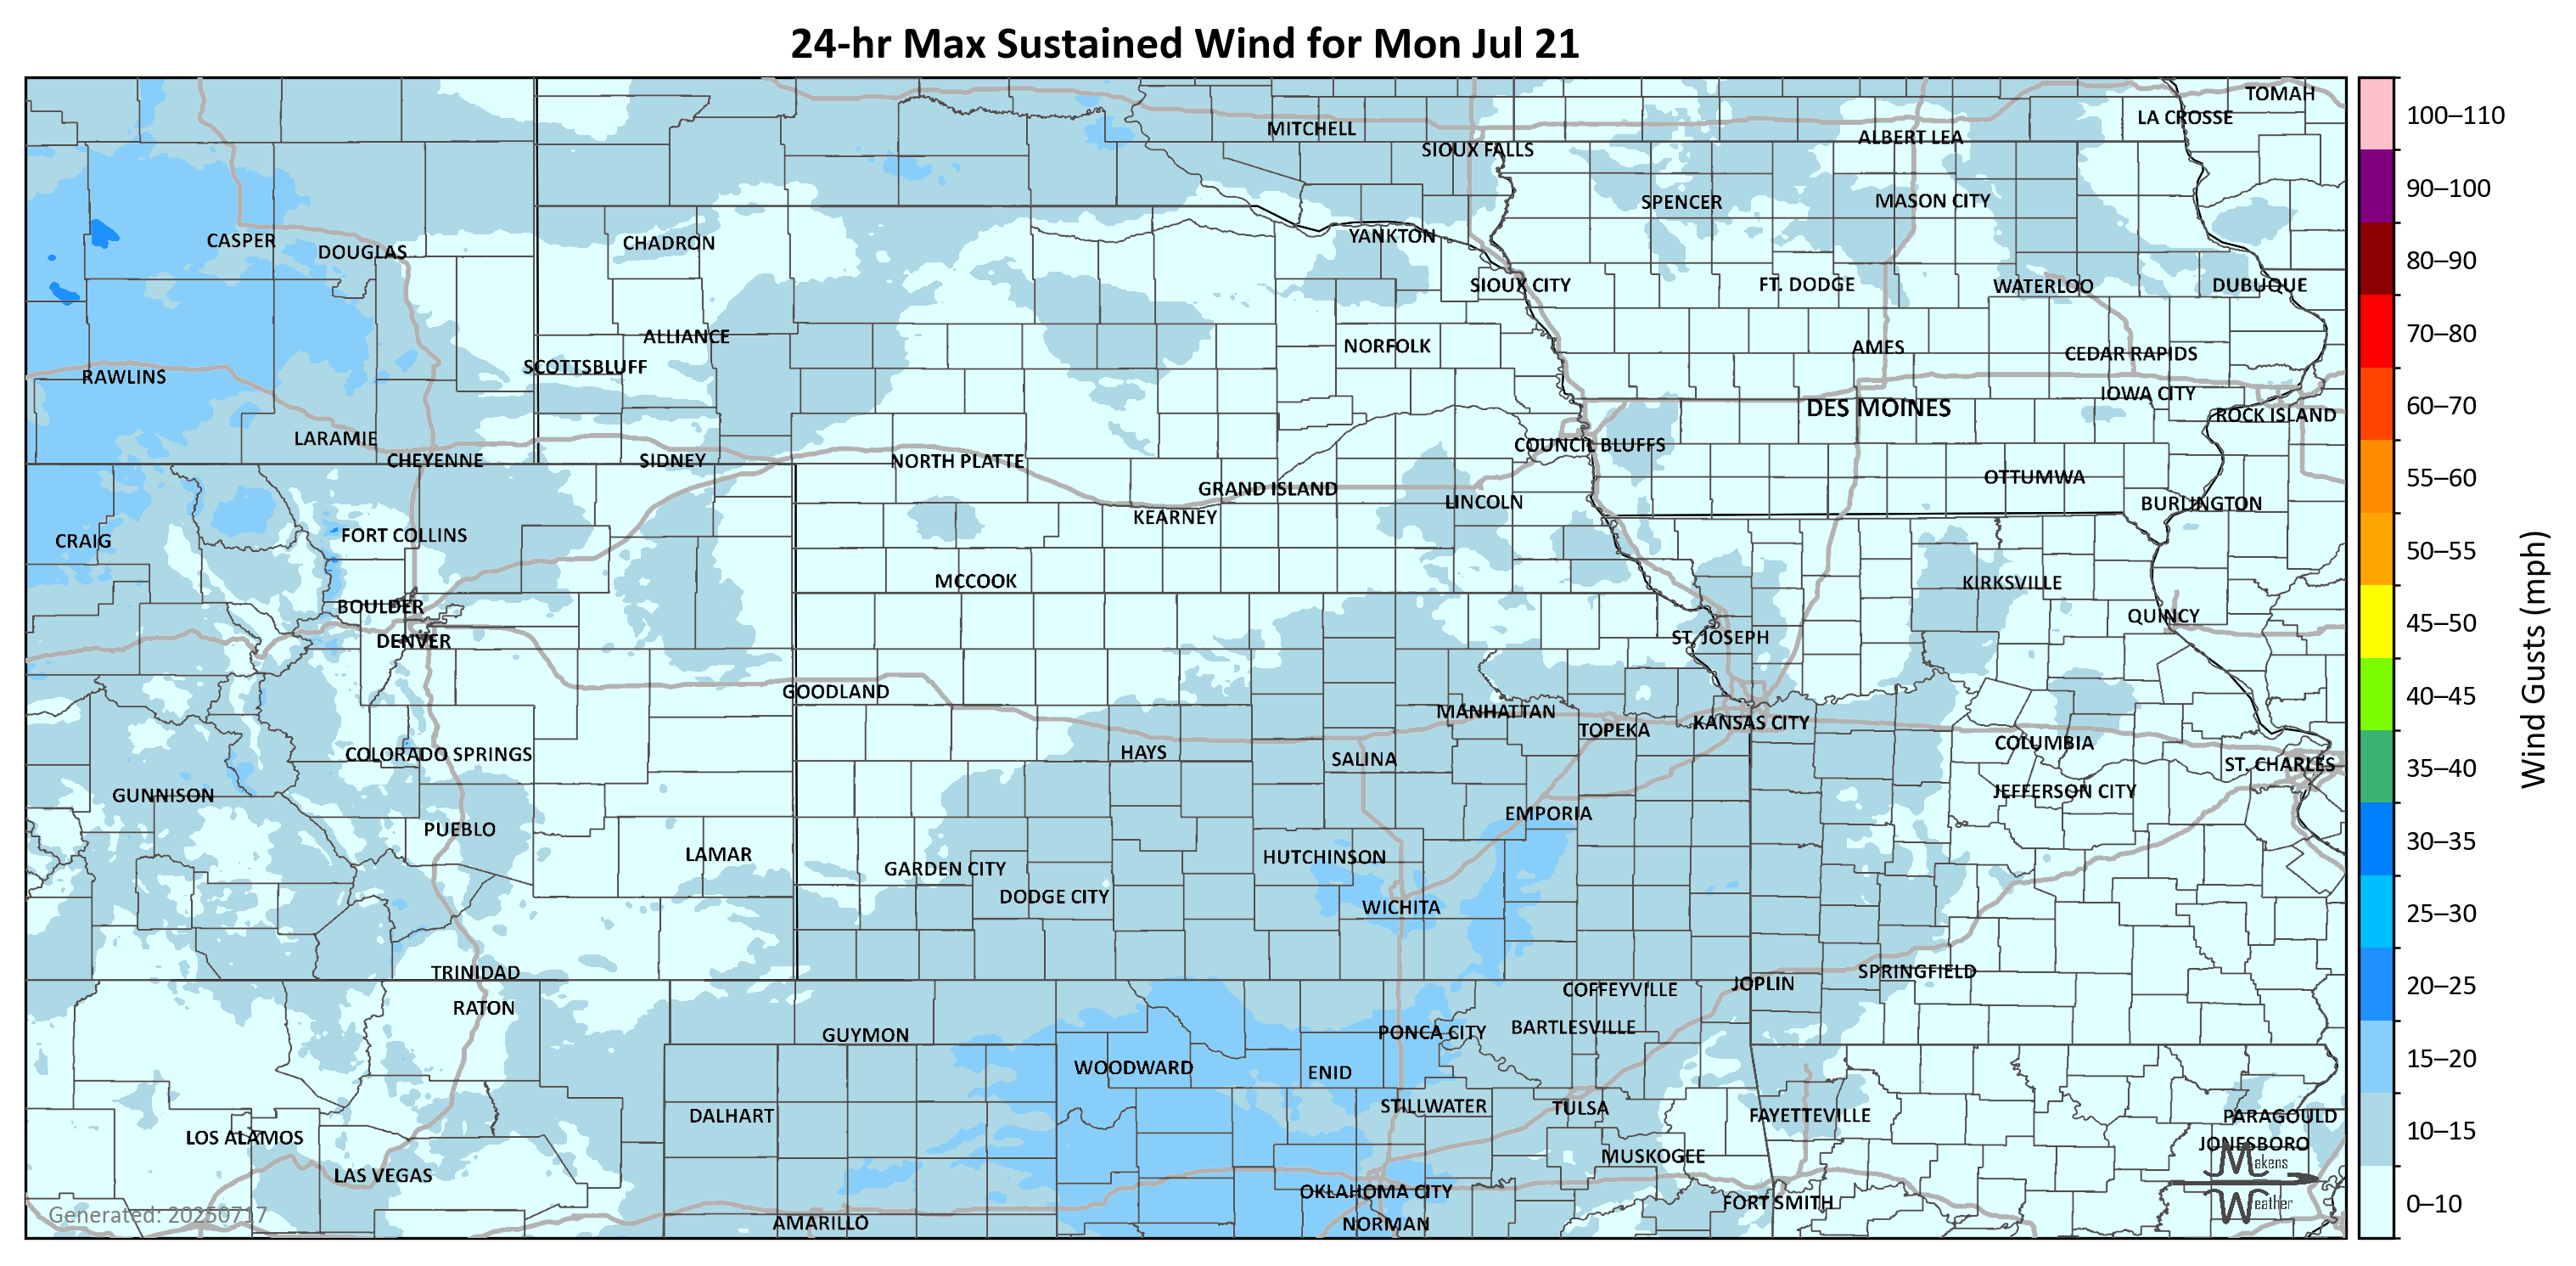 24-hr Max Sustained Wind for Mon Jul 21
TOMAH
LA CROSSE
MITCHELL
ALBERT LEA
SIOUX FALLS
SPENCER
MASON CITY
YANKTON
CASPER
CHADRON
DOUGLAS
SIOUX CITY
FT. DODGE
WATERLOO
DUBUQUE
ALLIANCE
NORFOLK
AMES
CEDAR RAPIDS
SCOTTSBLUFF
RAWLINS
IOWA CITY
DES MOINES
ROCK ISLAND
LARAMIE
COUNCIL BLUFFS
CHEYENNE
SIDNEY
NORTH PLATTE
OTTUMWA
GRAND ISLAND
LINCOLN
BURLINGTON
KEARNEY
FORT COLLINS
CRAIG
MCCOOK
KIRKSVILLE
BOULDER
QUINCY
DENVER
ST. JOSEPH
GOODLAND
MANHATTAN
KANSAS CITY
TOPEKA
COLUMBIA
COLORADO SPRINGS
HAYS
SALINA
ST. CHARLES
GUNNISON
JEFFERSON CITY
EMPORIA
PUEBLO
LAMAR
HUTCHINSON
GARDEN CITY
DODGE CITY
WICHITA
TRINIDAD
SPRINGFIELD
JOPLIN
COFFEYVILLE
RATON
BARTLESVILLE
PONCA CITY
GUYMON
WOODWARD
ENID
STILLWATER
TULSA
DALHART
FAYETTEVILLE
PARAGOULD
LOS ALAMOS
JONESBORO
MUSKOGEE
LAS VEGAS
OKLAHOMA CITY
FORT SMITH
AMARILLO
NORMAN
Generated: 20250717
Makens
Weather
100–110
90–100
80–90
70–80
60–70
55–60
50–55
45–50
40–45
35–40
30–35
25–30
20–25
15–20
10–15
0–10
Wind Gusts (mph)